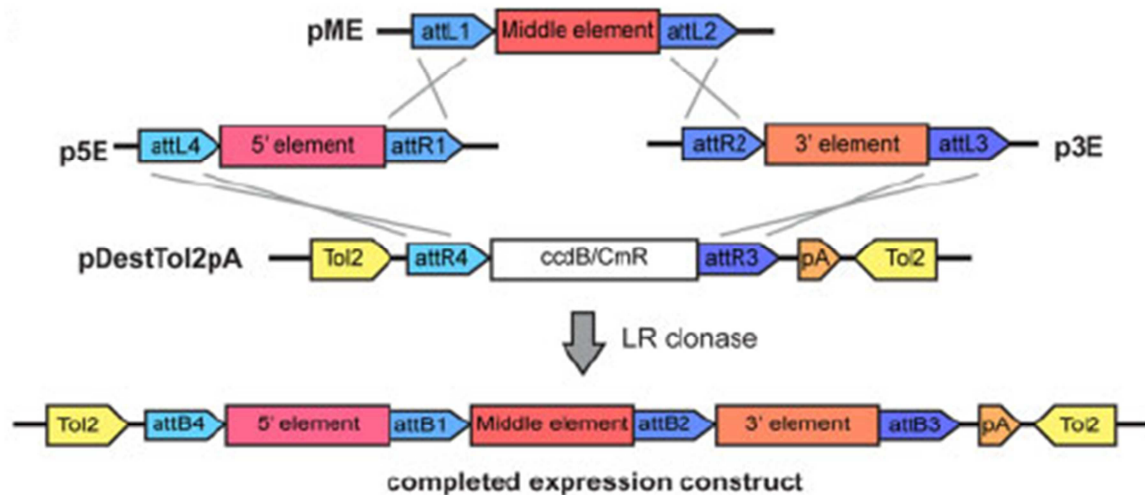 pME attL1 Middle element attL2
p5E attL4 5' element attR1 attR2 3' element attL3 p3E
pDestTol2pA Tol2 attR4 ccdB/CmR attR3 pA Tol2
LR clonase
Tol2 attB4 5' element attB1 Middle element attB2 3' element attB3 pA Tol2
completed expression construct